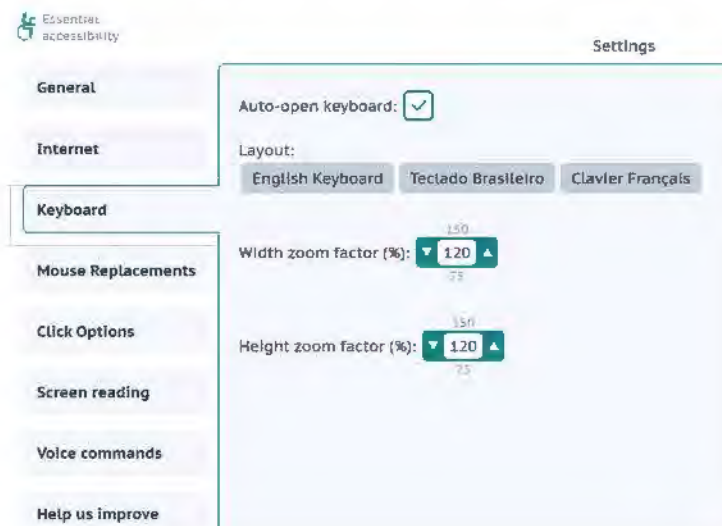 Essential
accessibility
Settings
General
Internet
Keyboard
Mouse Replacements
Click Options
Screen reading
Voice commands
Help us improve
Auto-open keyboard:
Layout:
English Keyboard Teclado Brasileiro Clavier Français
150
Width zoom factor (%): 120
75
150
Height zoom factor (%): 120
75